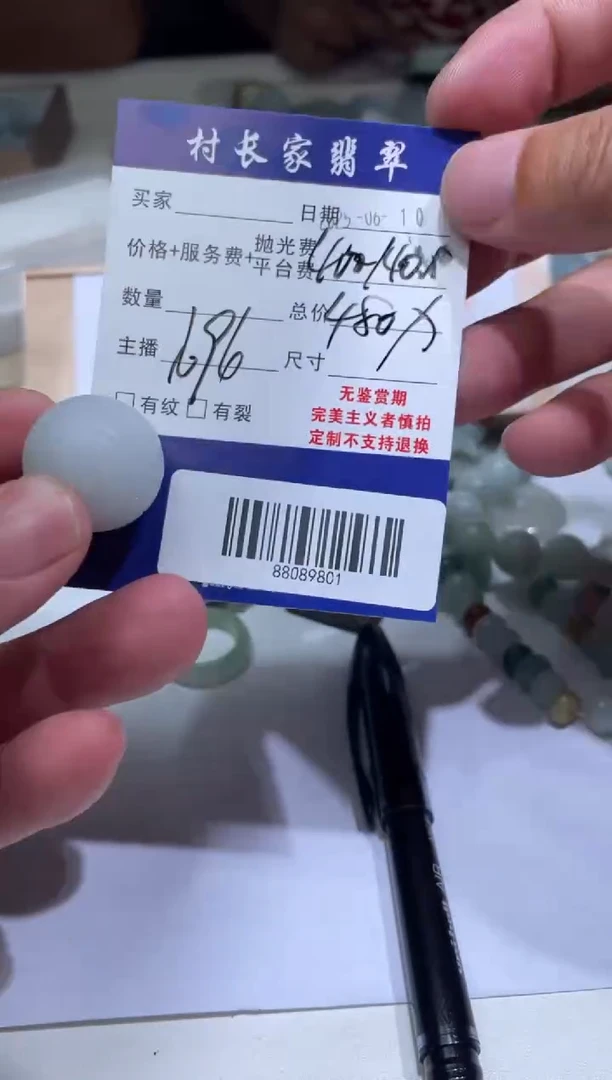 村长家翡翠
买家 日期 -06-10
价格+服务费+抛光费平台费
数量 总价 480
主播 696 尺寸
有纹 有裂
无鉴赏期
完美主义者慎拍
定制不支持退换
88089801